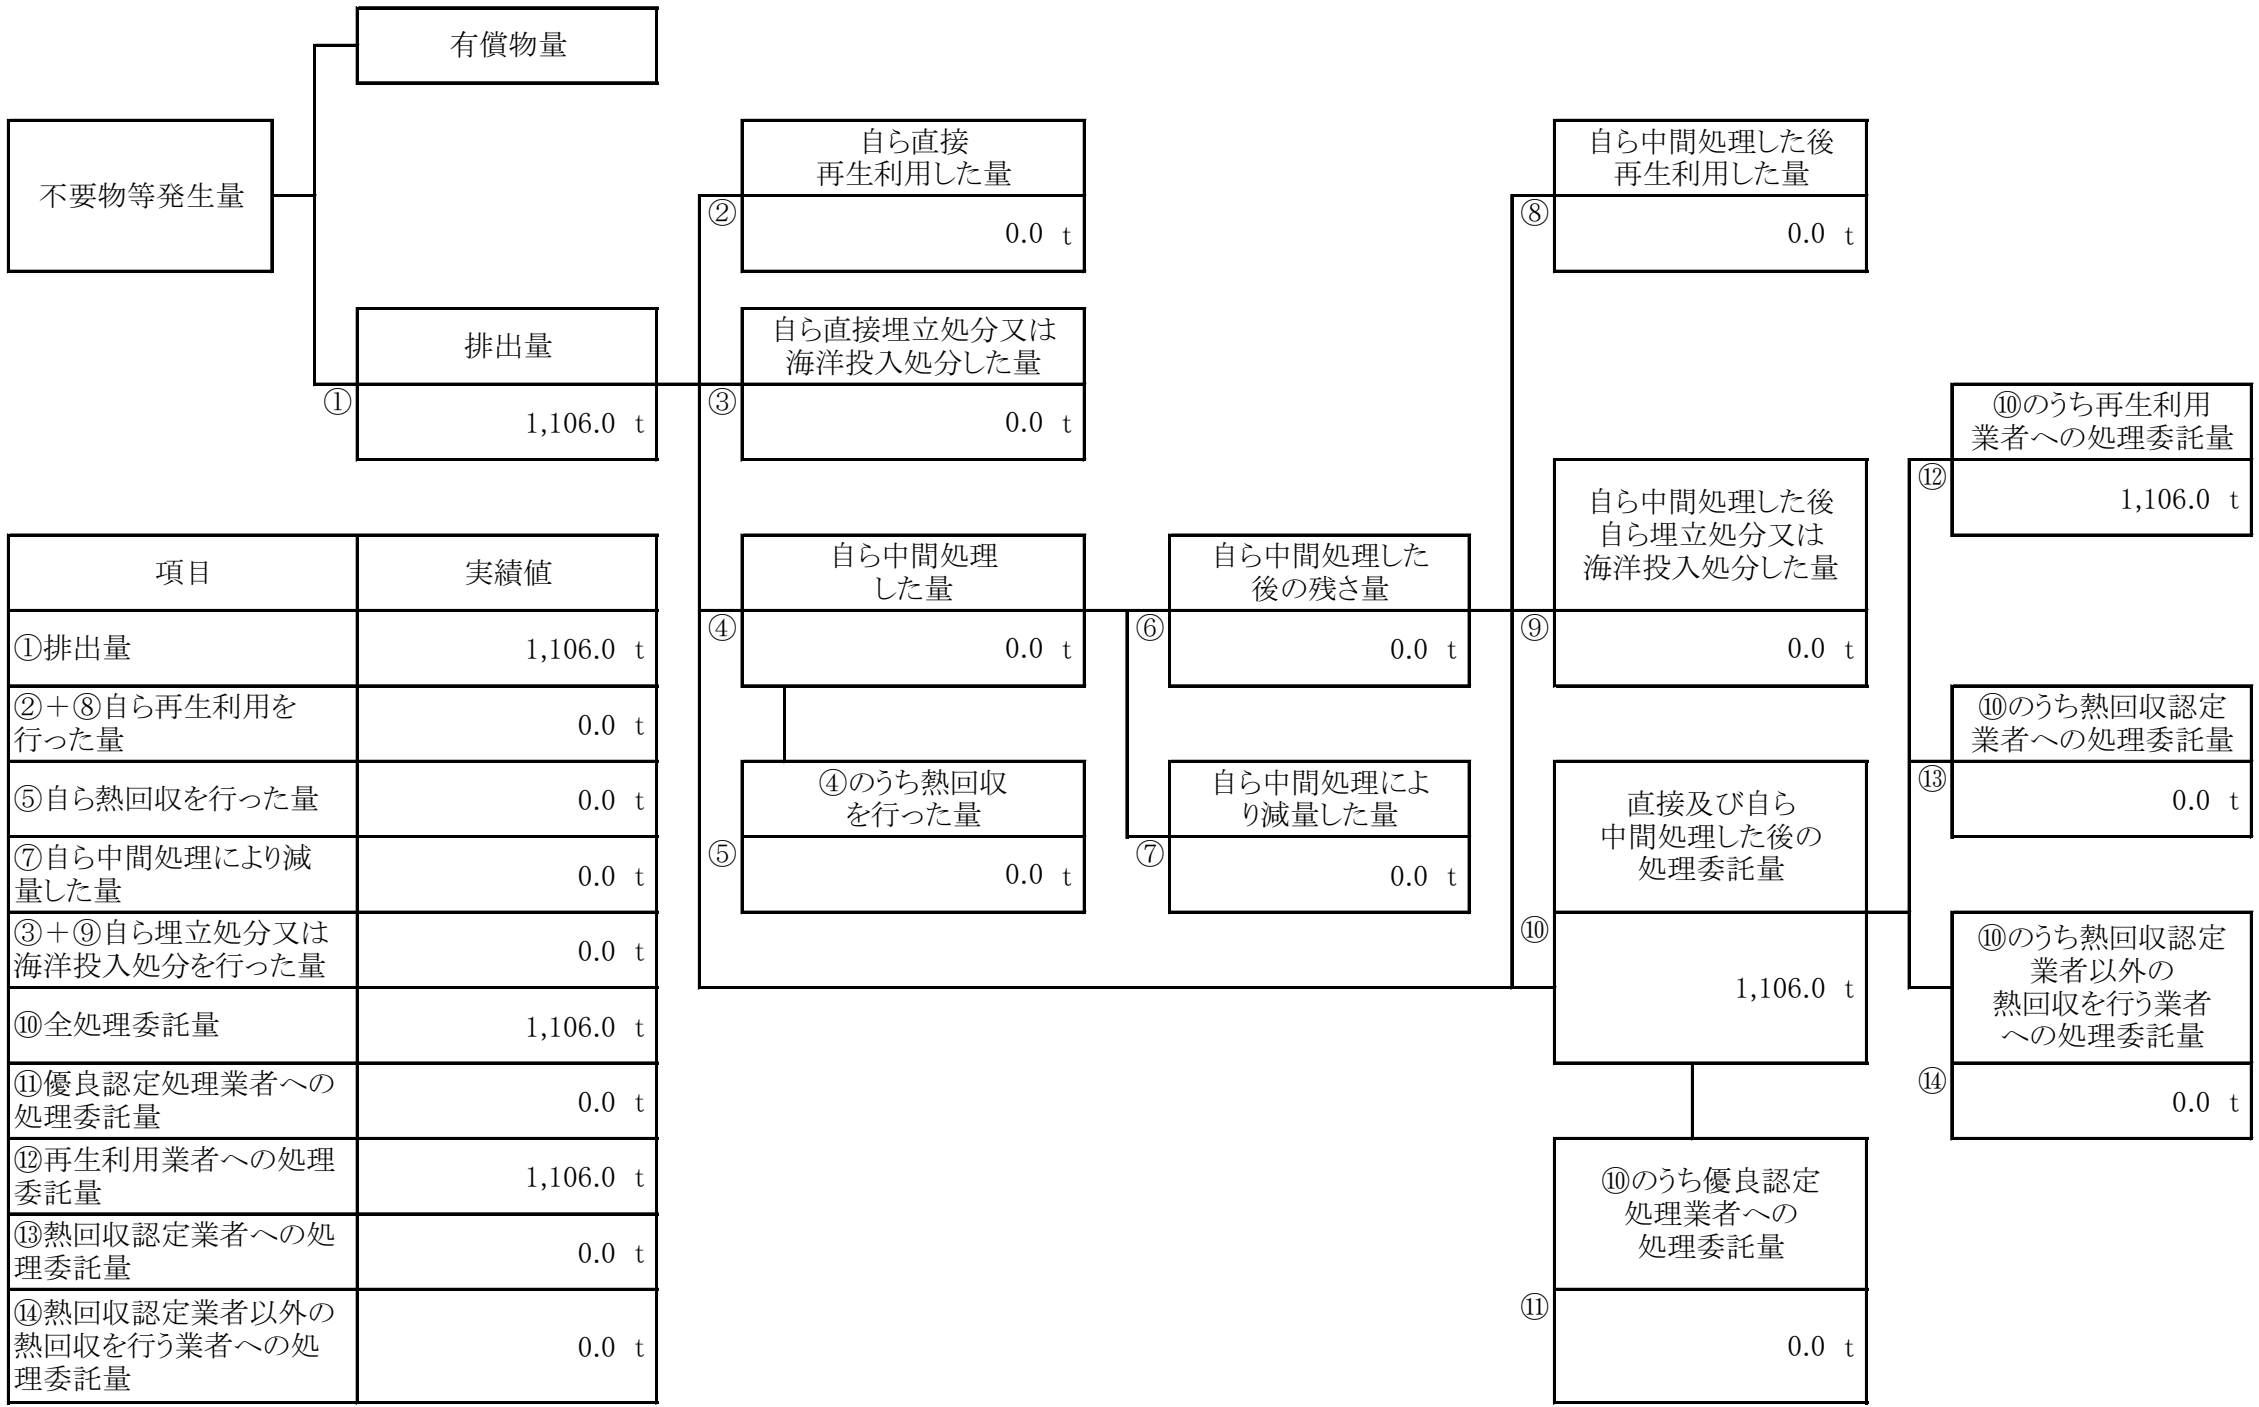 有償物量
不要物等発生量
自ら直接
再生利用した量
②
0.0 t
自ら中間処理した後
再生利用した量
⑧
0.0 t
排出量
①
1,106.0 t
自ら直接埋立処分又は
海洋投入処分した量
③
0.0 t
⑩のうち再生利用
業者への処理委託量
⑫
1,106.0 t
自ら中間処理
した量
④
0.0 t
自ら中間処理した
後の残さ量
⑥
0.0 t
自ら中間処理した後
自ら埋立処分又は
海洋投入処分した量
⑨
0.0 t
⑩のうち熱回収認定
業者への処理委託量
⑬
0.0 t
④のうち熱回収
を行った量
⑤
0.0 t
自ら中間処理によ
り減量した量
⑦
0.0 t
直接及び自ら
中間処理した後の
処理委託量
⑩
1,106.0 t
⑩のうち熱回収認定
業者以外の
熱回収を行う業者
への処理委託量
⑭
0.0 t
⑩のうち優良認定
処理業者への
処理委託量
⑪
0.0 t
項目 実績値
①排出量 1,106.0 t
②＋⑧自ら再生利用を
行った量 0.0 t
⑤自ら熱回収を行った量 0.0 t
⑦自ら中間処理により減
量した量 0.0 t
③＋⑨自ら埋立処分又は
海洋投入処分を行った量 0.0 t
⑩全処理委託量 1,106.0 t
⑪優良認定処理業者への
処理委託量 0.0 t
⑫再生利用業者への処理
委託量 1,106.0 t
⑬熱回収認定業者への処
理委託量 0.0 t
⑭熱回収認定業者以外の
熱回収を行う業者への処
理委託量 0.0 t